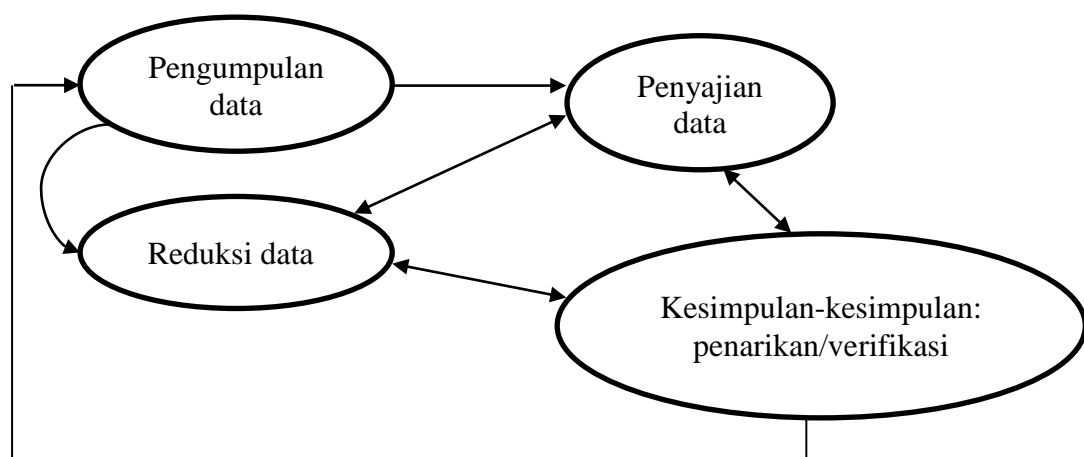 Pengumpulan
data
Penyajian
data
Reduksi data
Kesimpulan-kesimpulan:
penarikan/verifikasi